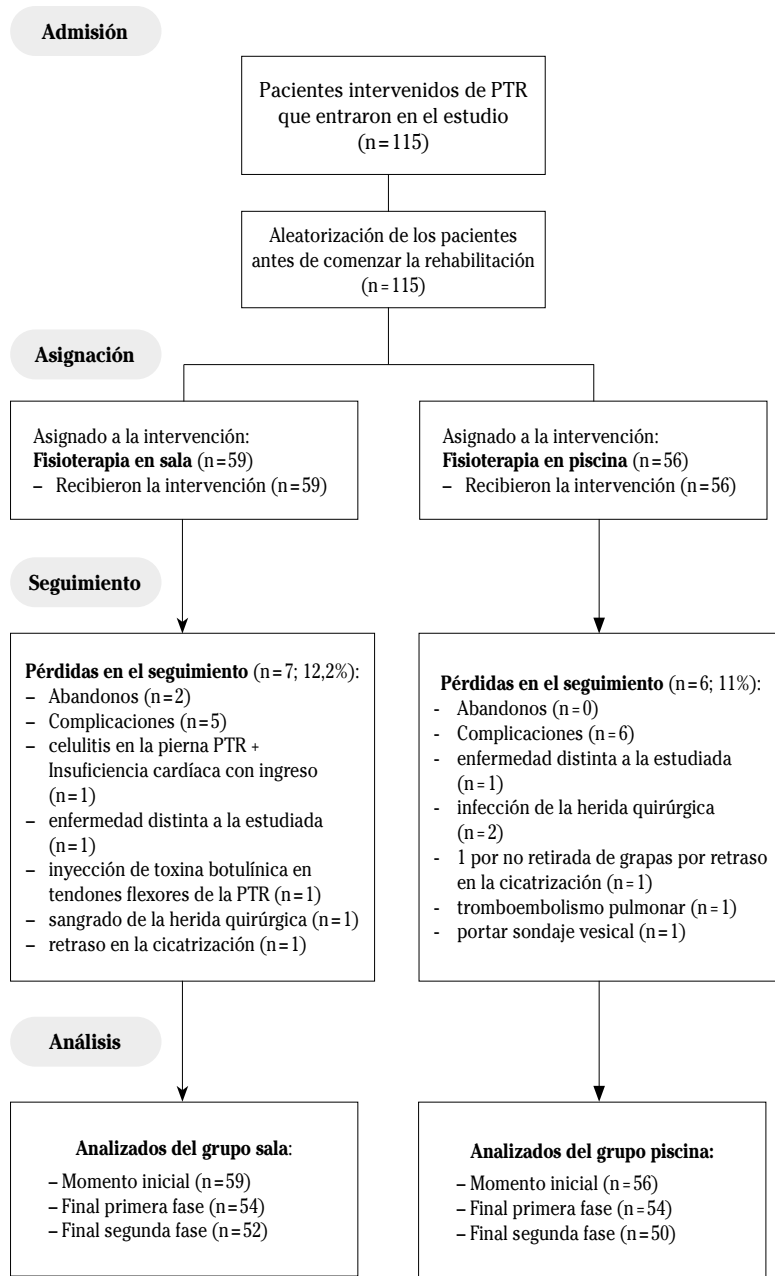 Admisión
Pacientes intervenidos de PTR
que entraron en el estudio
(n=115)
Aleatorización de los pacientes
antes de comenzar la rehabilitación
(n=115)
Asignación
Asignado a la intervención:
Fisioterapia en sala (n=59)
– Recibieron la intervención (n=59)
Asignado a la intervención:
Fisioterapia en piscina (n=56)
– Recibieron la intervención (n=56)
Seguimiento
Pérdidas en el seguimiento (n=7; 12,2%):
– Abandonos (n=2)
– Complicaciones (n=5)
– celulitis en la pierna PTR +
Insuficiencia cardíaca con ingreso
(n=1)
– enfermedad distinta a la estudiada
(n=1)
– inyección de toxina botulínica en
tendones flexores de la PTR (n=1)
– sangrado de la herida quirúrgica (n=1)
– retraso en la cicatrización (n=1)
Pérdidas en el seguimiento (n=6; 11%):
- Abandonos (n=0)
- Complicaciones (n=6)
- enfermedad distinta a la estudiada
(n=1)
- infección de la herida quirúrgica
(n=2)
- 1 por no retirada de grapas por retraso
en la cicatrización (n=1)
- tromboembolismo pulmonar (n=1)
- portar sondaje vesical (n=1)
Análisis
Analizados del grupo sala:
– Momento inicial (n=59)
– Final primera fase (n=54)
– Final segunda fase (n=52)
Analizados del grupo piscina:
– Momento inicial (n=56)
– Final primera fase (n=54)
– Final segunda fase (n=50)